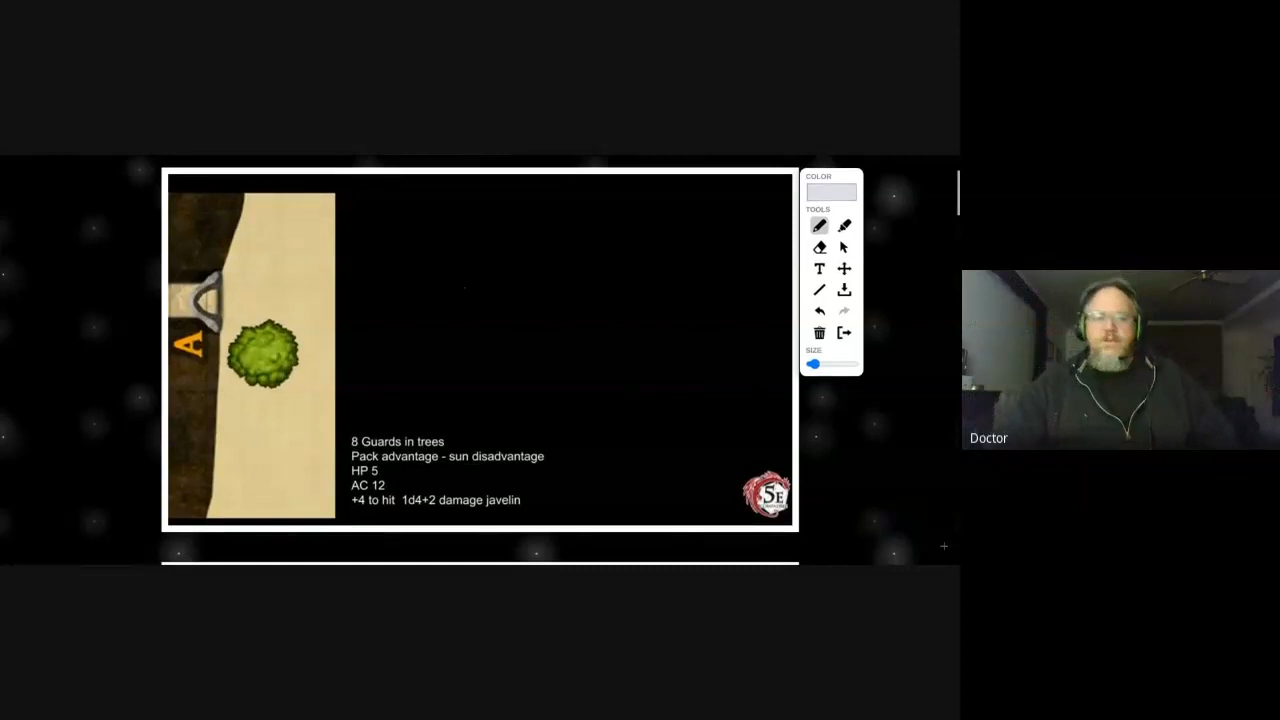 COLOR
TOOLS
T
SIZE
A
8 Guards in trees
Pack advantage - sun disadvantage
HP 5
AC 12
+4 to hit  1d4+2 damage javelin
5E
Doctor